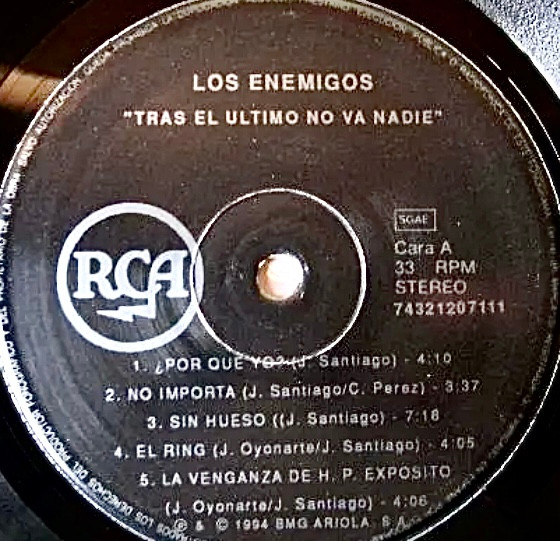 LOS ENEMIGOS
"TRAS EL ULTIMO NO VA NADIE"
RCA
SGAE
Cara A
33 RPM
STEREO
74321207111
1. ¿POR QUE YO? (J. Santiago) - 4:10
2. NO IMPORTA (J. Santiago/C. Perez) - 3:37
3. SIN HUESO ((J. Santiago) - 7:18
4. EL RING (J. Oyonarte/J. Santiago) - 4:05
5. LA VENGANZA DE H. P. EXPOSITO
(J. Oyonarte/J. Santiago) - 4:06
℗ & © 1994 BMG ARIOLA S.A.